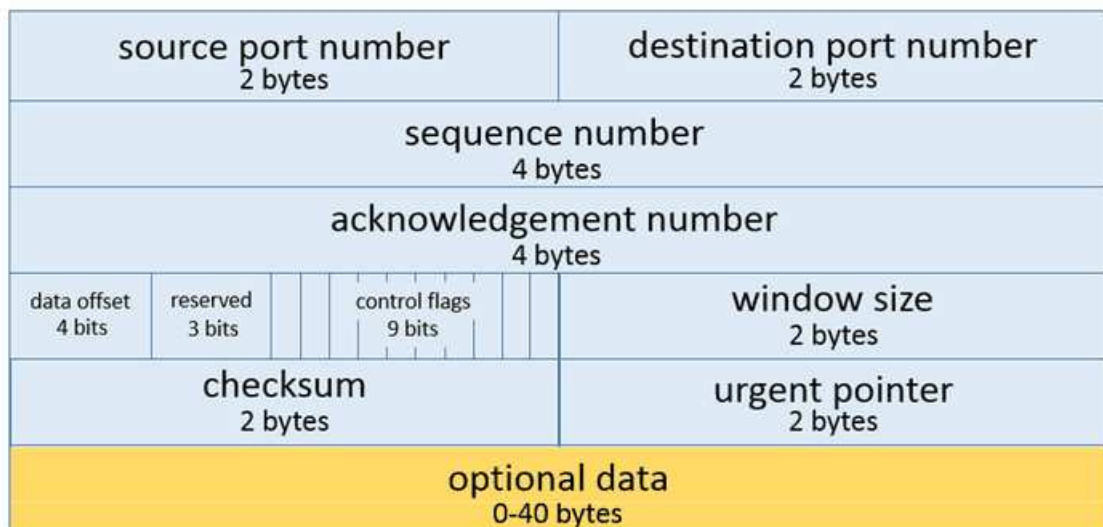 source port number
2 bytes
destination port number
2 bytes
sequence number
4 bytes
acknowledgement number
4 bytes
data offset
4 bits
reserved
3 bits
control flags
9 bits
window size
2 bytes
checksum
2 bytes
urgent pointer
2 bytes
optional data
0-40 bytes